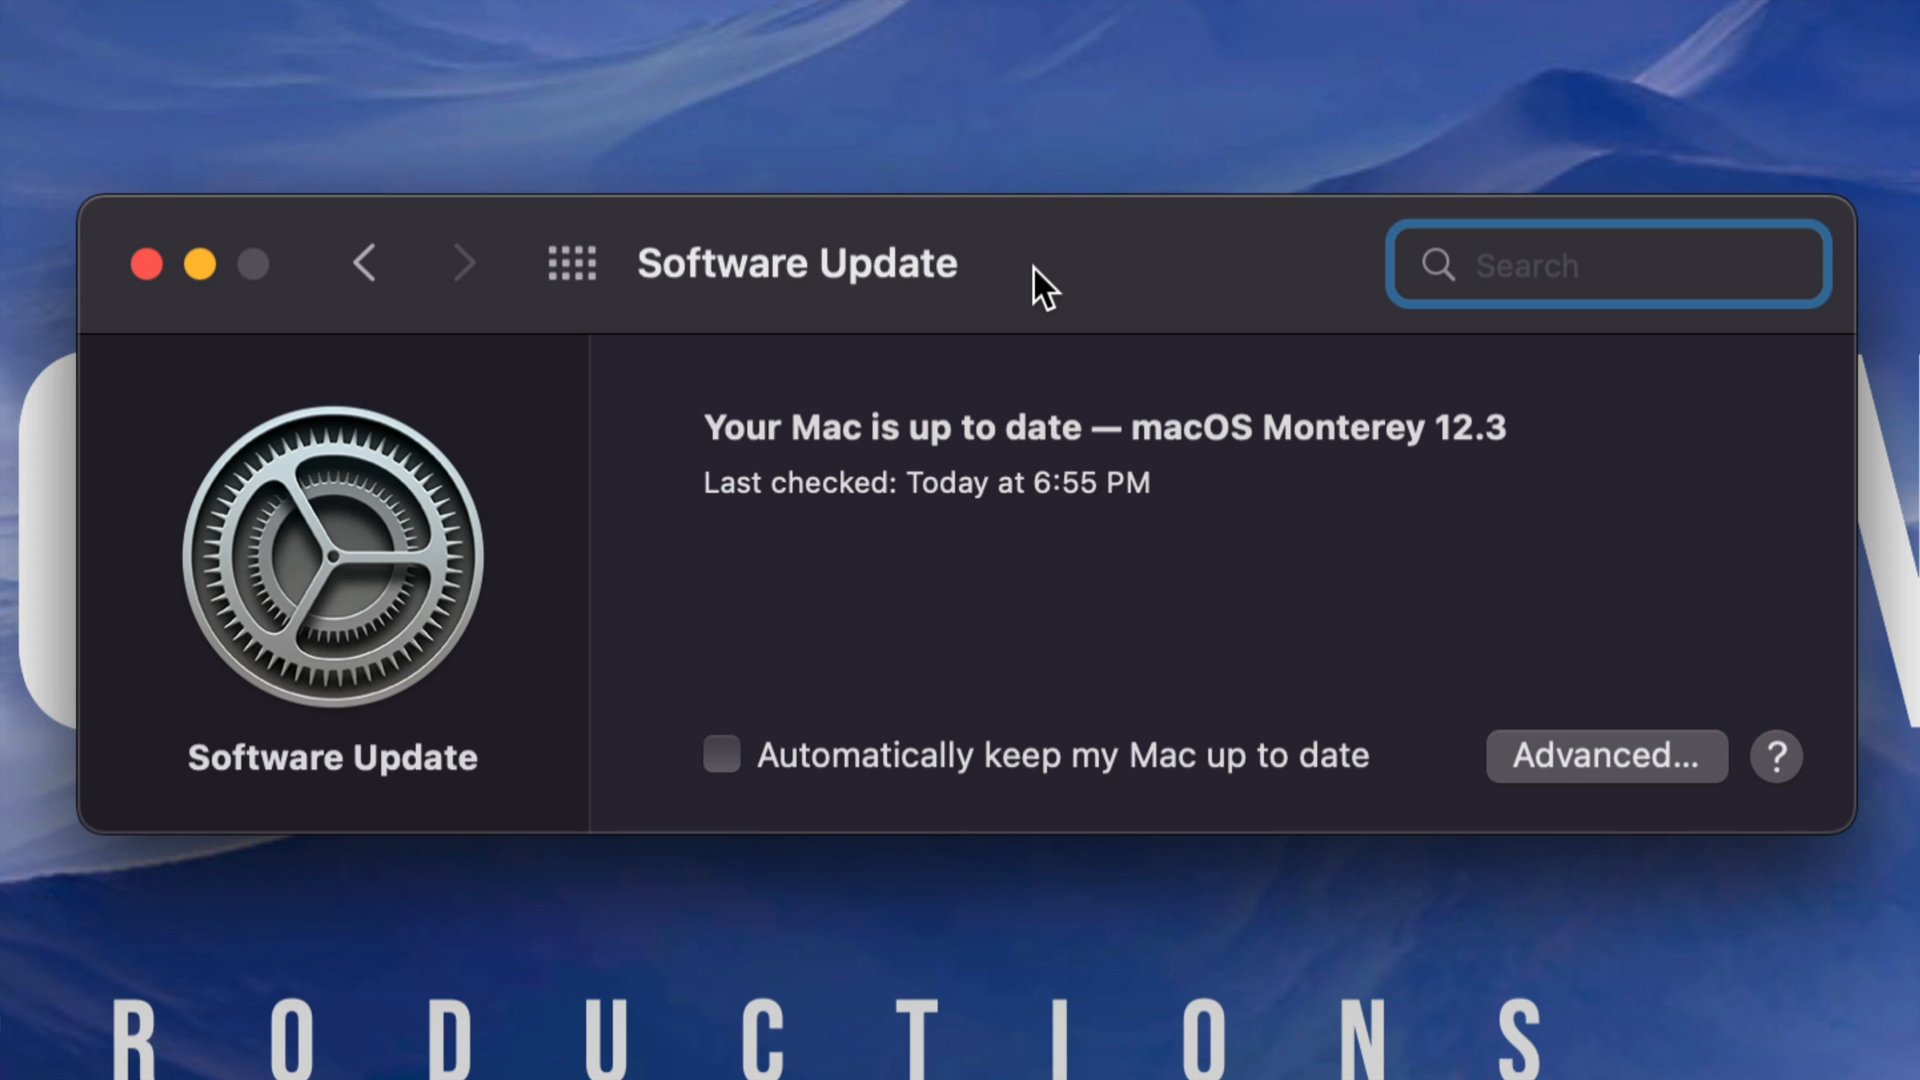 Software Update
Search
Your Mac is up to date — macOS Monterey 12.3
Last checked: Today at 6:55 PM
Software Update
Automatically keep my Mac up to date
Advanced...
?
RODUCTIONS